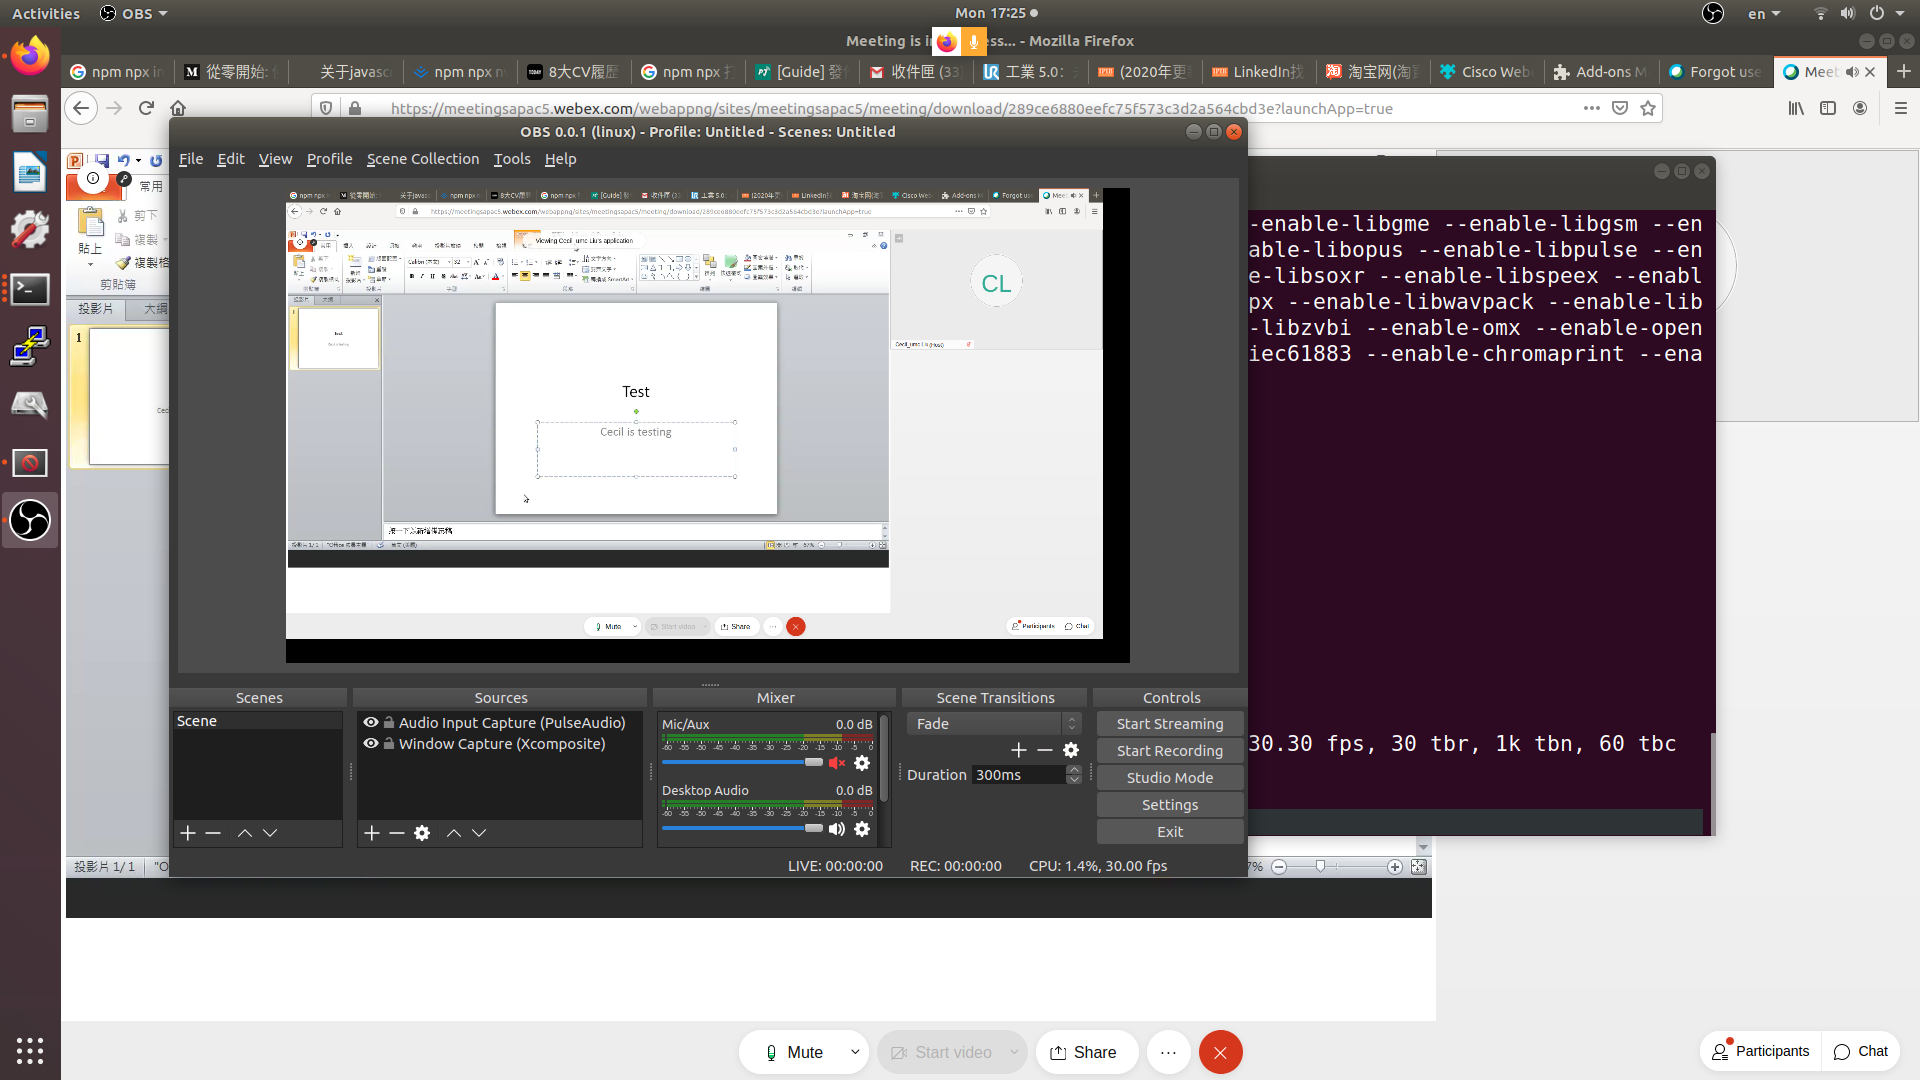 Activities
OBS
Mon 17:25
en
Meeting is in
ess... - Mozilla Firefox
npm npx
從零開始:
关于javasc
npm npx
8大CV履歷
npm npx
[Guide]
收件匣 (33
工業 5.0:
(2020年更
LinkedIn找
淘宝网(淘
Cisco Web
Add-ons M
Forgot use
Meet
https://meetingsapac5.webex.com/webappng/sites/meetingsapac5/meeting/download/289ce6880eefc75f573c3d2a564cbd3e?launchApp=true
OBS 0.0.1 (linux) - Profile: Untitled - Scenes: Untitled
File Edit View Profile Scene Collection Tools Help
常用
貼上
剪下
複製
複製格
剪貼簿
投影片
大綱
1
Viewing Cecil_umc Liu's application
CL
Cecil_umc Liu (Host)
Test
Cecil is testing
Mute
Start video
Share
Participants
Chat
-enable-libgme --enable-libgsm --en
able-libopus --enable-libpulse --en
e-libsoxr --enable-libspeex --enabl
px --enable-libwavpack --enable-lib
-libzvbi --enable-omx --enable-open
iec61883 --enable-chromaprint --ena
30.30 fps, 30 tbr, 1k tbn, 60 tbc
Scenes
Scene
Sources
Audio Input Capture (PulseAudio)
Window Capture (Xcomposite)
Mixer
Mic/Aux 0.0 dB
-60 -55 -50 -45 -40 -35 -30 -25 -20 -15 -10 -5 0
Desktop Audio 0.0 dB
-60 -55 -50 -45 -40 -35 -30 -25 -20 -15 -10 -5 0
Scene Transitions
Fade
Duration 300ms
Controls
Start Streaming
Start Recording
Studio Mode
Settings
Exit
LIVE: 00:00:00
REC: 00:00:00
CPU: 1.4%, 30.00 fps
投影片 1/1
"O
7%
Mute
Start video
Share
Participants
Chat